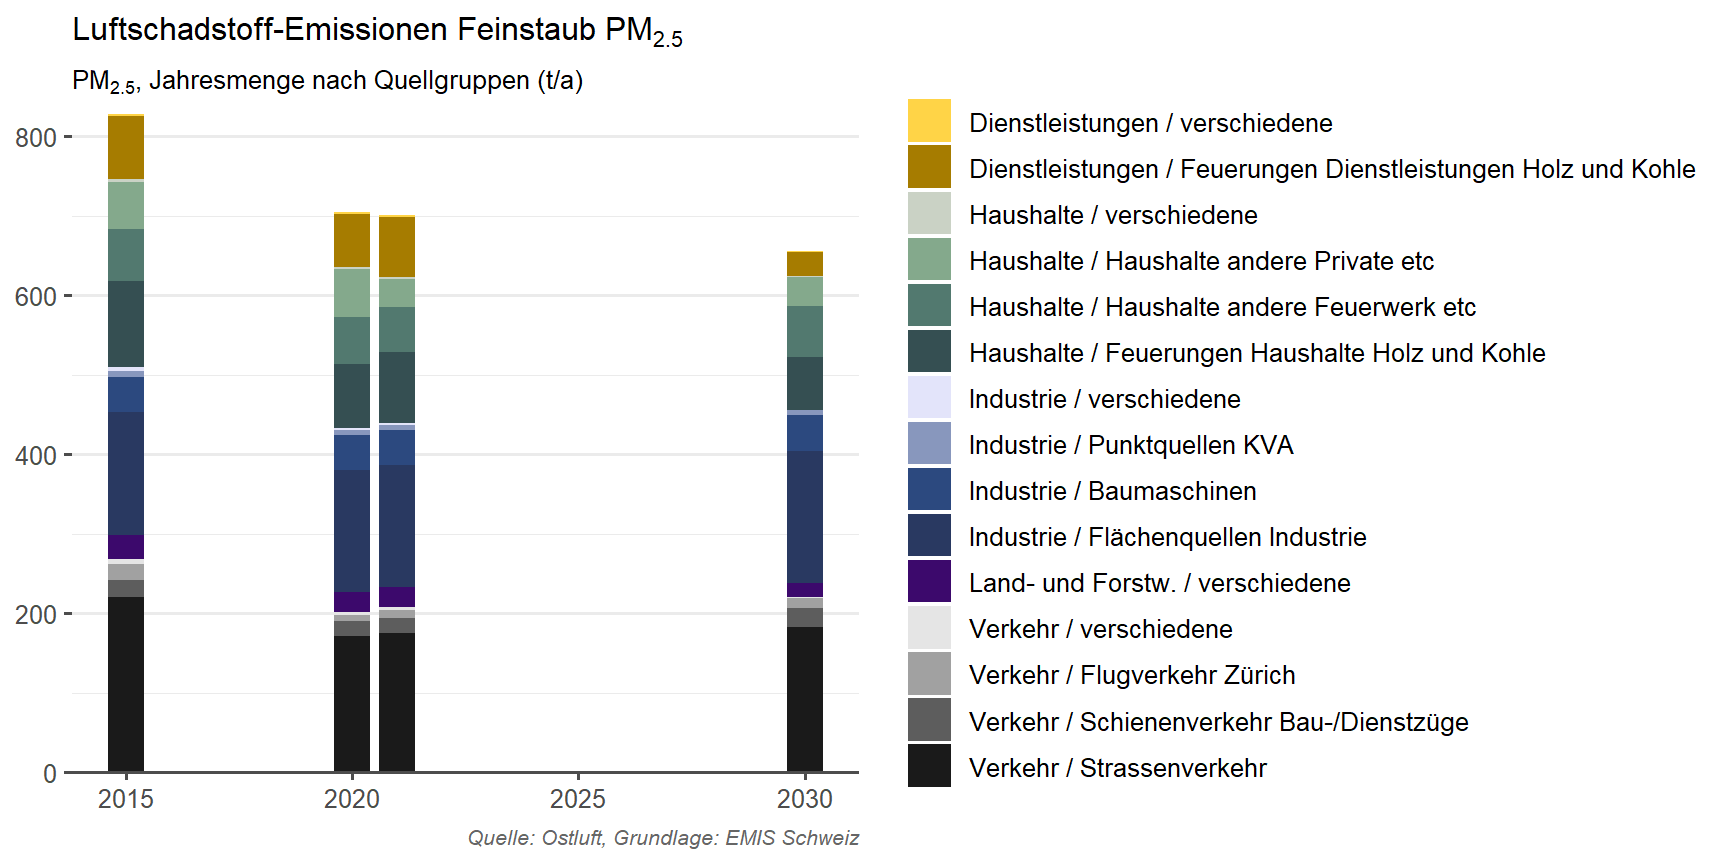 Luftschadstoff-Emissionen Feinstaub PM2.5
PM2.5, Jahresmenge nach Quellgruppen (t/a)
800
600
400
200
0
2015
2020
2025
2030
Dienstleistungen / verschiedene
Dienstleistungen / Feuerungen Dienstleistungen Holz und Kohle
Haushalte / verschiedene
Haushalte / Haushalte andere Private etc
Haushalte / Haushalte andere Feuerwerk etc
Haushalte / Feuerungen Haushalte Holz und Kohle
Industrie / verschiedene
Industrie / Punktquellen KVA
Industrie / Baumaschinen
Industrie / Flächenquellen Industrie
Land- und Forstw. / verschiedene
Verkehr / verschiedene
Verkehr / Flugverkehr Zürich
Verkehr / Schienenverkehr Bau-/Dienstzüge
Verkehr / Strassenverkehr
Quelle: Ostluft, Grundlage: EMIS Schweiz